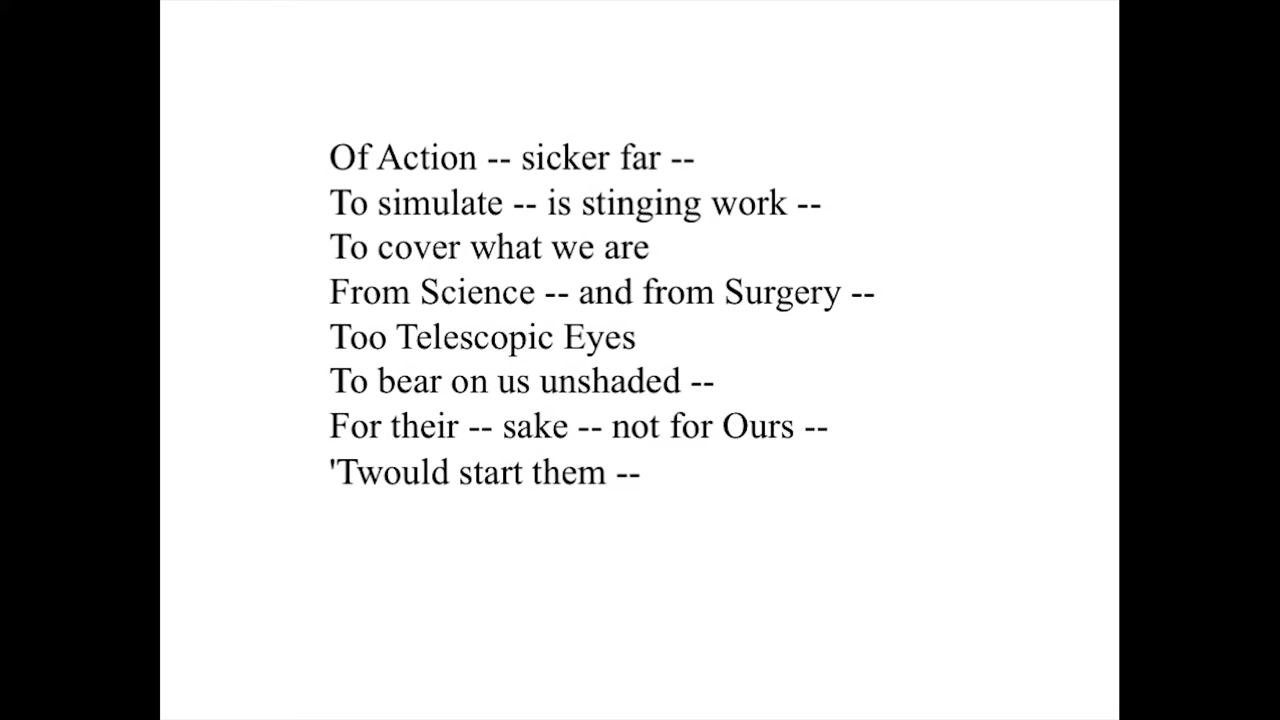 Of Action -- sicker far --
To simulate -- is stinging work --
To cover what we are
From Science -- and from Surgery --
Too Telescopic Eyes
To bear on us unshaded --
For their -- sake -- not for Ours --
'Twould start them --